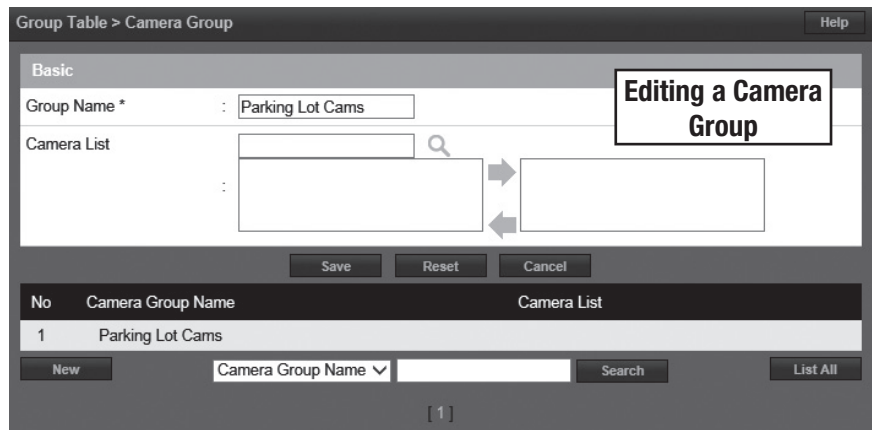 Group Table > Camera Group Help
Basic
Editing a Camera
Group
Group Name * : Parking Lot Cams
Camera List
:
Save Reset Cancel
No Camera Group Name Camera List
1 Parking Lot Cams
New Camera Group Name Search List All
[ 1 ]